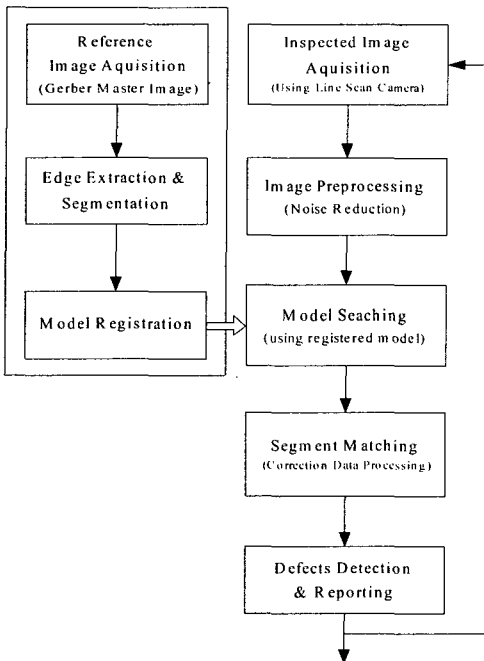 Reference
Image Aquisition
(Gerber Master Image)
Edge Extraction &
Segmentation
Model Registration
Inspected Image
Aquisition
(Using Line Scan Camera)
Image Preprocessing
(Noise Reduction)
Model Seaching
(using registered model)
Segment Matching
(Correction Data Processing)
Defects Detection
& Reporting